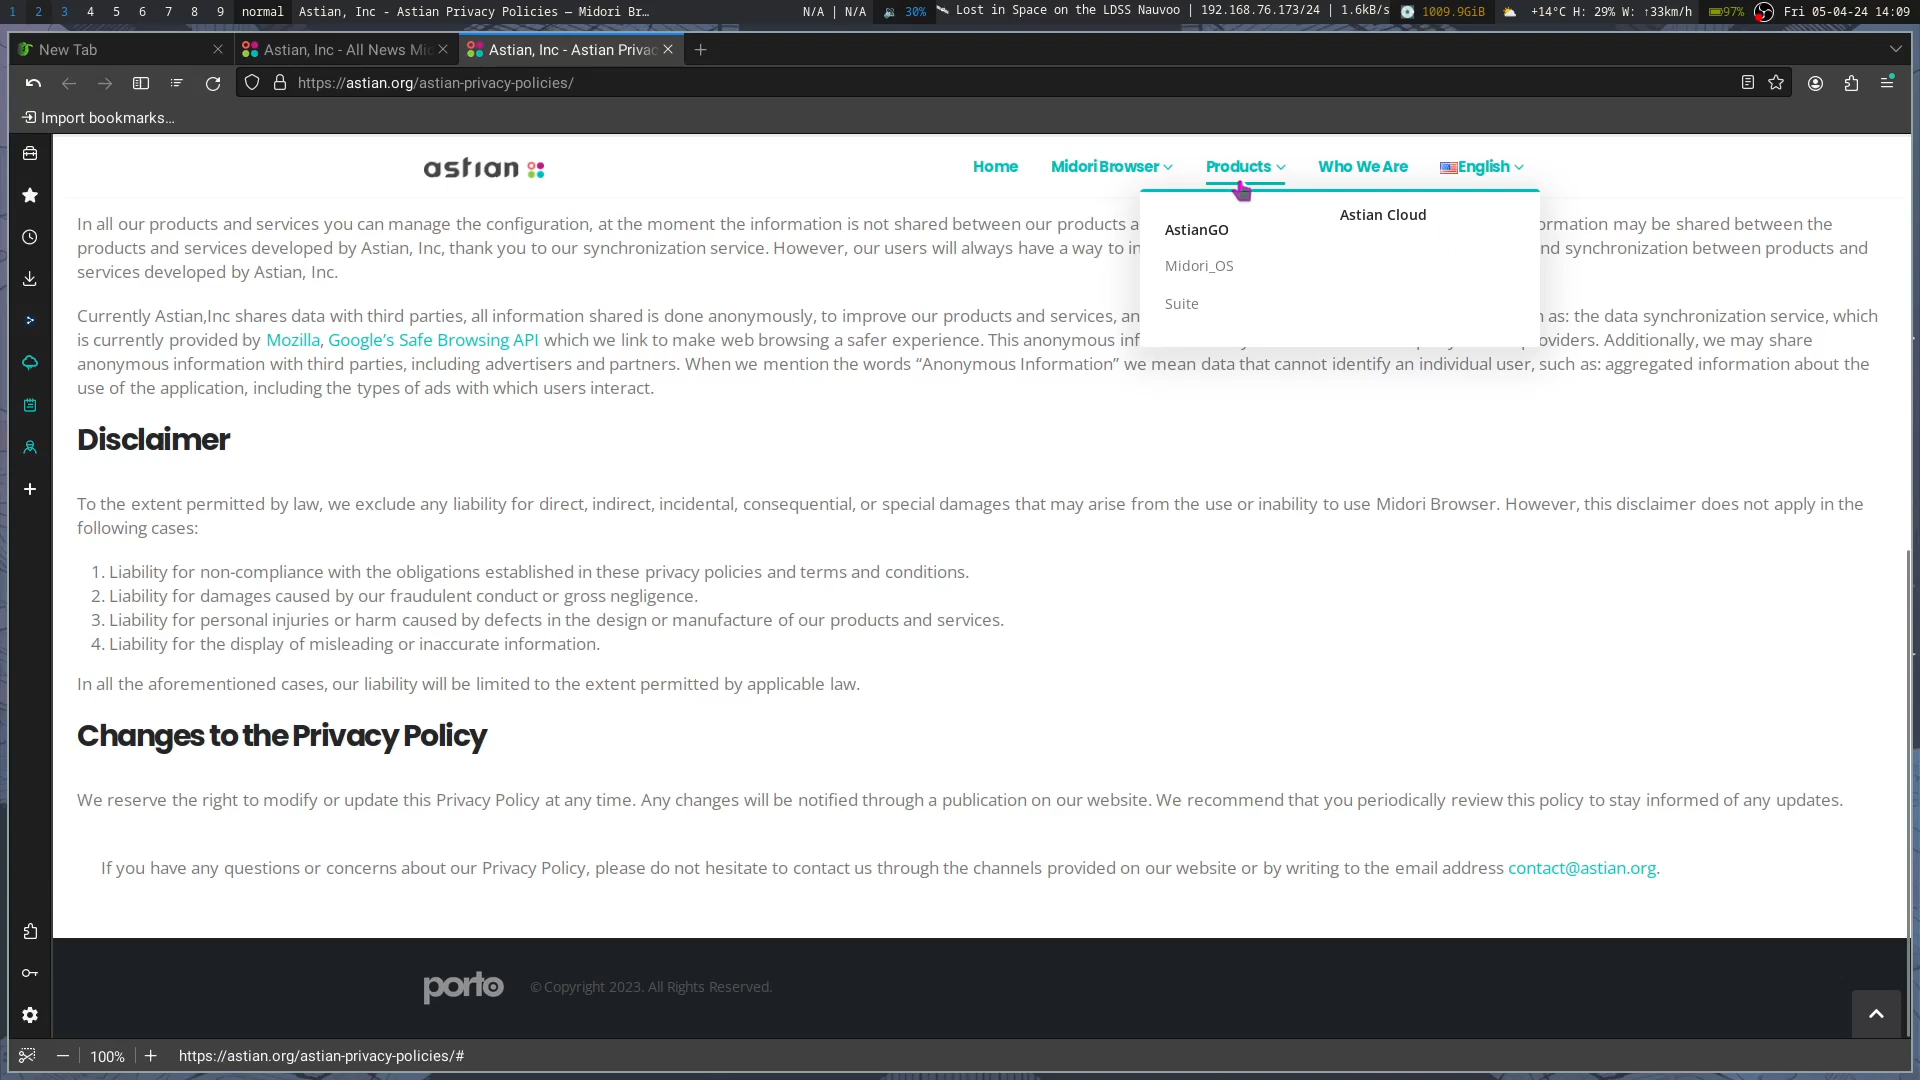 1 2 3 4 5 6 7 8 9 normal Astian, Inc - Astian Privacy Policies — Midori Br… N/A | N/A 30% Lost in Space on the LDSS Nauvoo | 192.168.76.173/24 | 1.6kB/s 1009.9GiB +14°C H: 29% W: ↑33km/h 97% Fri 05-04-24 14:09
New Tab Astian, Inc - All News Mid Astian, Inc - Astian Privac
https://astian.org/astian-privacy-policies/
Import bookmarks...
astian Home Midori Browser Products Who We Are English
Astian Cloud
AstianGO
Midori_OS
Suite
In all our products and services you can manage the configuration, at the moment the information is not shared between our products a ormation may be shared between the
products and services developed by Astian, Inc, thank you to our synchronization service. However, our users will always have a way to in nd synchronization between products and
services developed by Astian, Inc.
Currently Astian,Inc shares data with third parties, all information shared is done anonymously, to improve our products and services, an as: the data synchronization service, which
is currently provided by Mozilla, Google’s Safe Browsing API which we link to make web browsing a safer experience. This anonymous inf oviders. Additionally, we may share
anonymous information with third parties, including advertisers and partners. When we mention the words “Anonymous Information” we mean data that cannot identify an individual user, such as: aggregated information about the
use of the application, including the types of ads with which users interact.
Disclaimer
To the extent permitted by law, we exclude any liability for direct, indirect, incidental, consequential, or special damages that may arise from the use or inability to use Midori Browser. However, this disclaimer does not apply in the
following cases:
1. Liability for non-compliance with the obligations established in these privacy policies and terms and conditions.
2. Liability for damages caused by our fraudulent conduct or gross negligence.
3. Liability for personal injuries or harm caused by defects in the design or manufacture of our products and services.
4. Liability for the display of misleading or inaccurate information.
In all the aforementioned cases, our liability will be limited to the extent permitted by applicable law.
Changes to the Privacy Policy
We reserve the right to modify or update this Privacy Policy at any time. Any changes will be notified through a publication on our website. We recommend that you periodically review this policy to stay informed of any updates.
If you have any questions or concerns about our Privacy Policy, please do not hesitate to contact us through the channels provided on our website or by writing to the email address contact@astian.org.
porto © Copyright 2023. All Rights Reserved.
100% https://astian.org/astian-privacy-policies/#